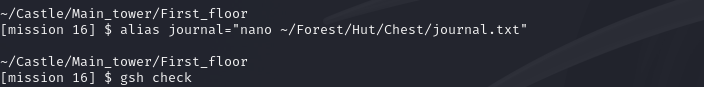 ~/Castle/Main_tower/First_floor
[mission 16] $ alias journal="nano ~/Forest/Hut/Chest/journal.txt"
~/Castle/Main_tower/First_floor
[mission 16] $ gsh check